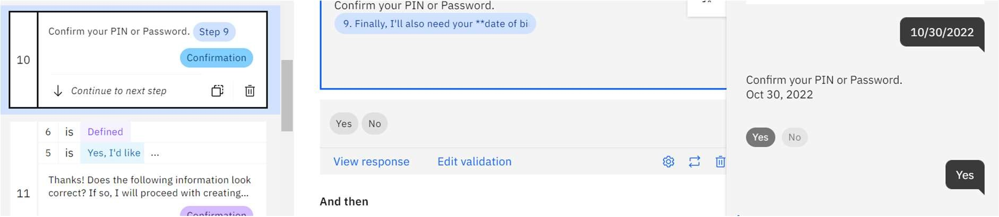 10
Confirm your PIN or Password. Step 9
Confirmation
Continue to next step
6 is Defined
5 is Yes, I'd like ...
11
Thanks! Does the following information look
correct? If so, I will proceed with creating...
Confirmation
Confirm your PIN or Password.
9. Finally, I'll also need your **date of bi
Yes No
View response Edit validation
And then
10/30/2022
Confirm your PIN or Password.
Oct 30, 2022
Yes No
Yes